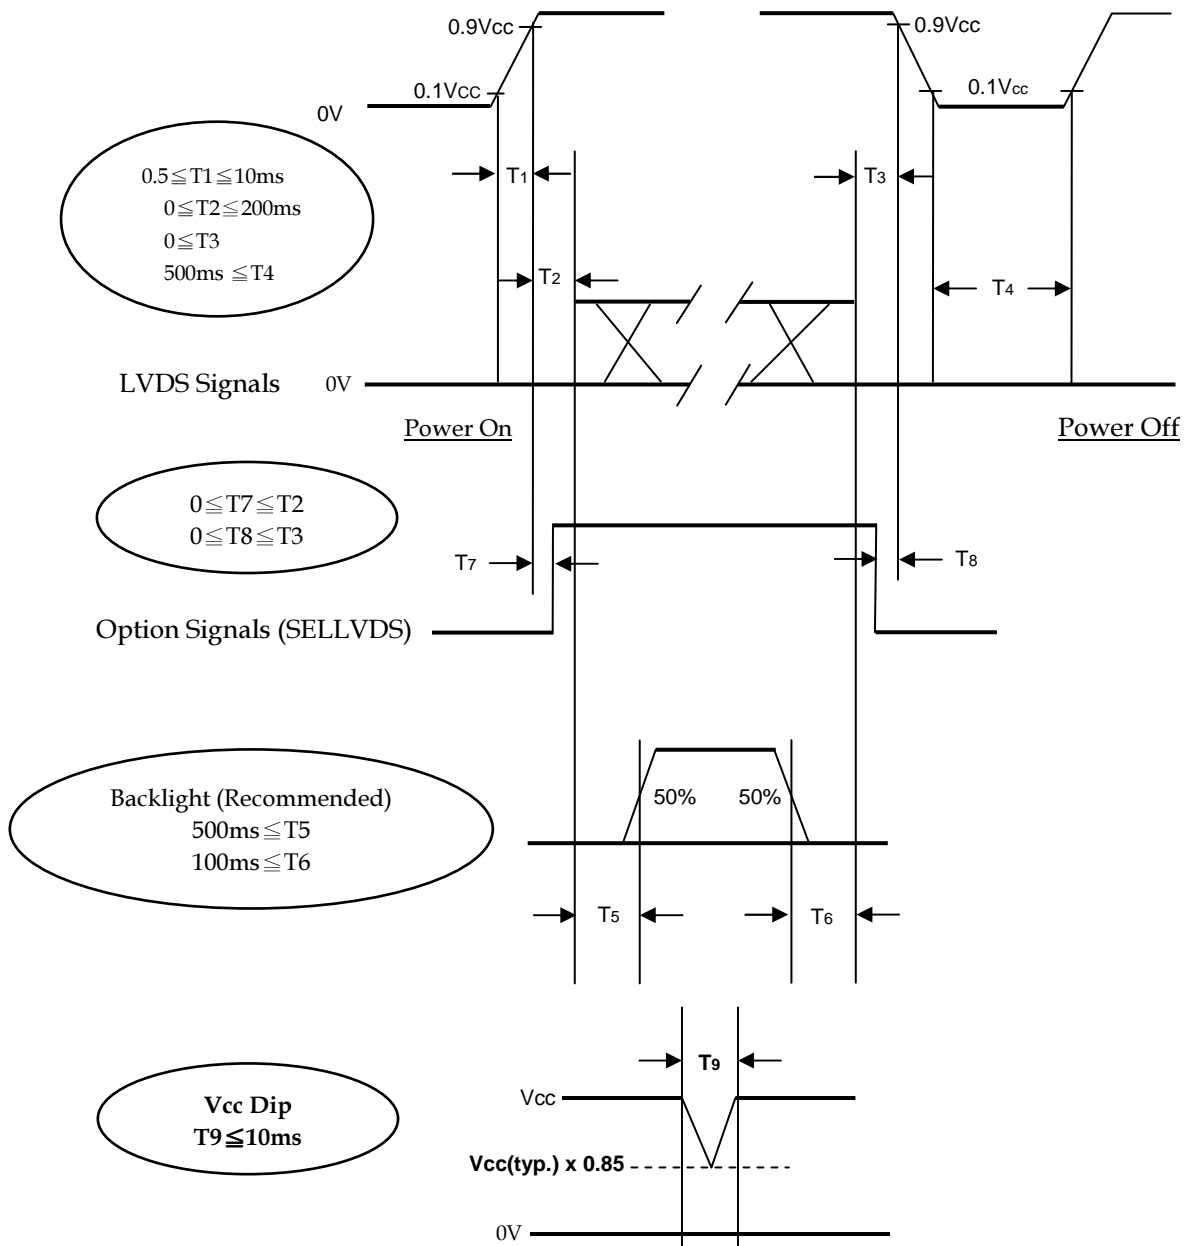 0.9Vcc
0.9Vcc
0.1Vcc
0.1Vcc
0V
0.5≦T1≦10ms
0≦T2≦200ms
0≦T3
500ms ≦T4
T1
T3
T2
T4
LVDS Signals
0V
Power On
Power Off
0≦T7≦T2
0≦T8≦T3
T7
T8
Option Signals (SELLVDS)
Backlight (Recommended)
500ms≦T5
100ms≦T6
50%
50%
T5
T6
T9
Vcc Dip
T9≦10ms
Vcc
Vcc(typ.) x 0.85
0V